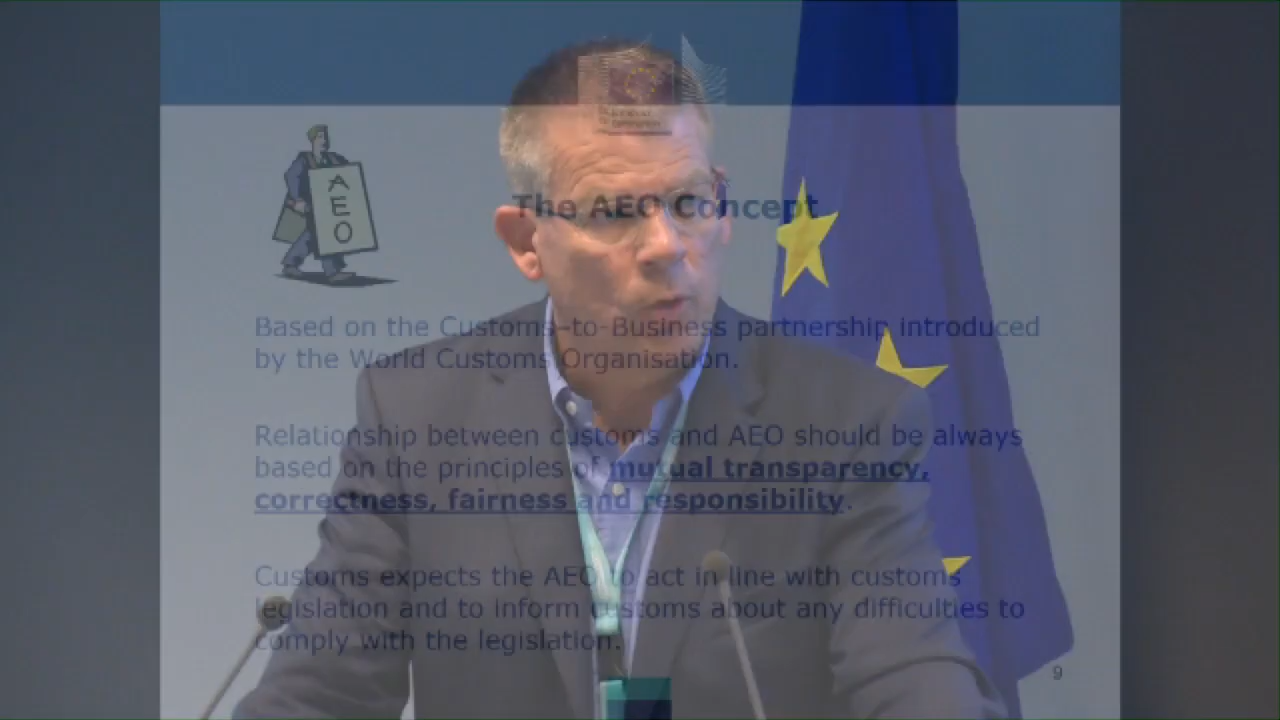 A
E
O
The AEO Concept
Based on the Customs-to-Business partnership introduced
by the World Customs Organisation.
Relationship between customs and AEO should be always
based on the principles of mutual transparency,
correctness, fairness and responsibility.
Customs expects the AEO to act in line with customs
legislation and to inform customs about any difficulties to
comply with the legislation.
9